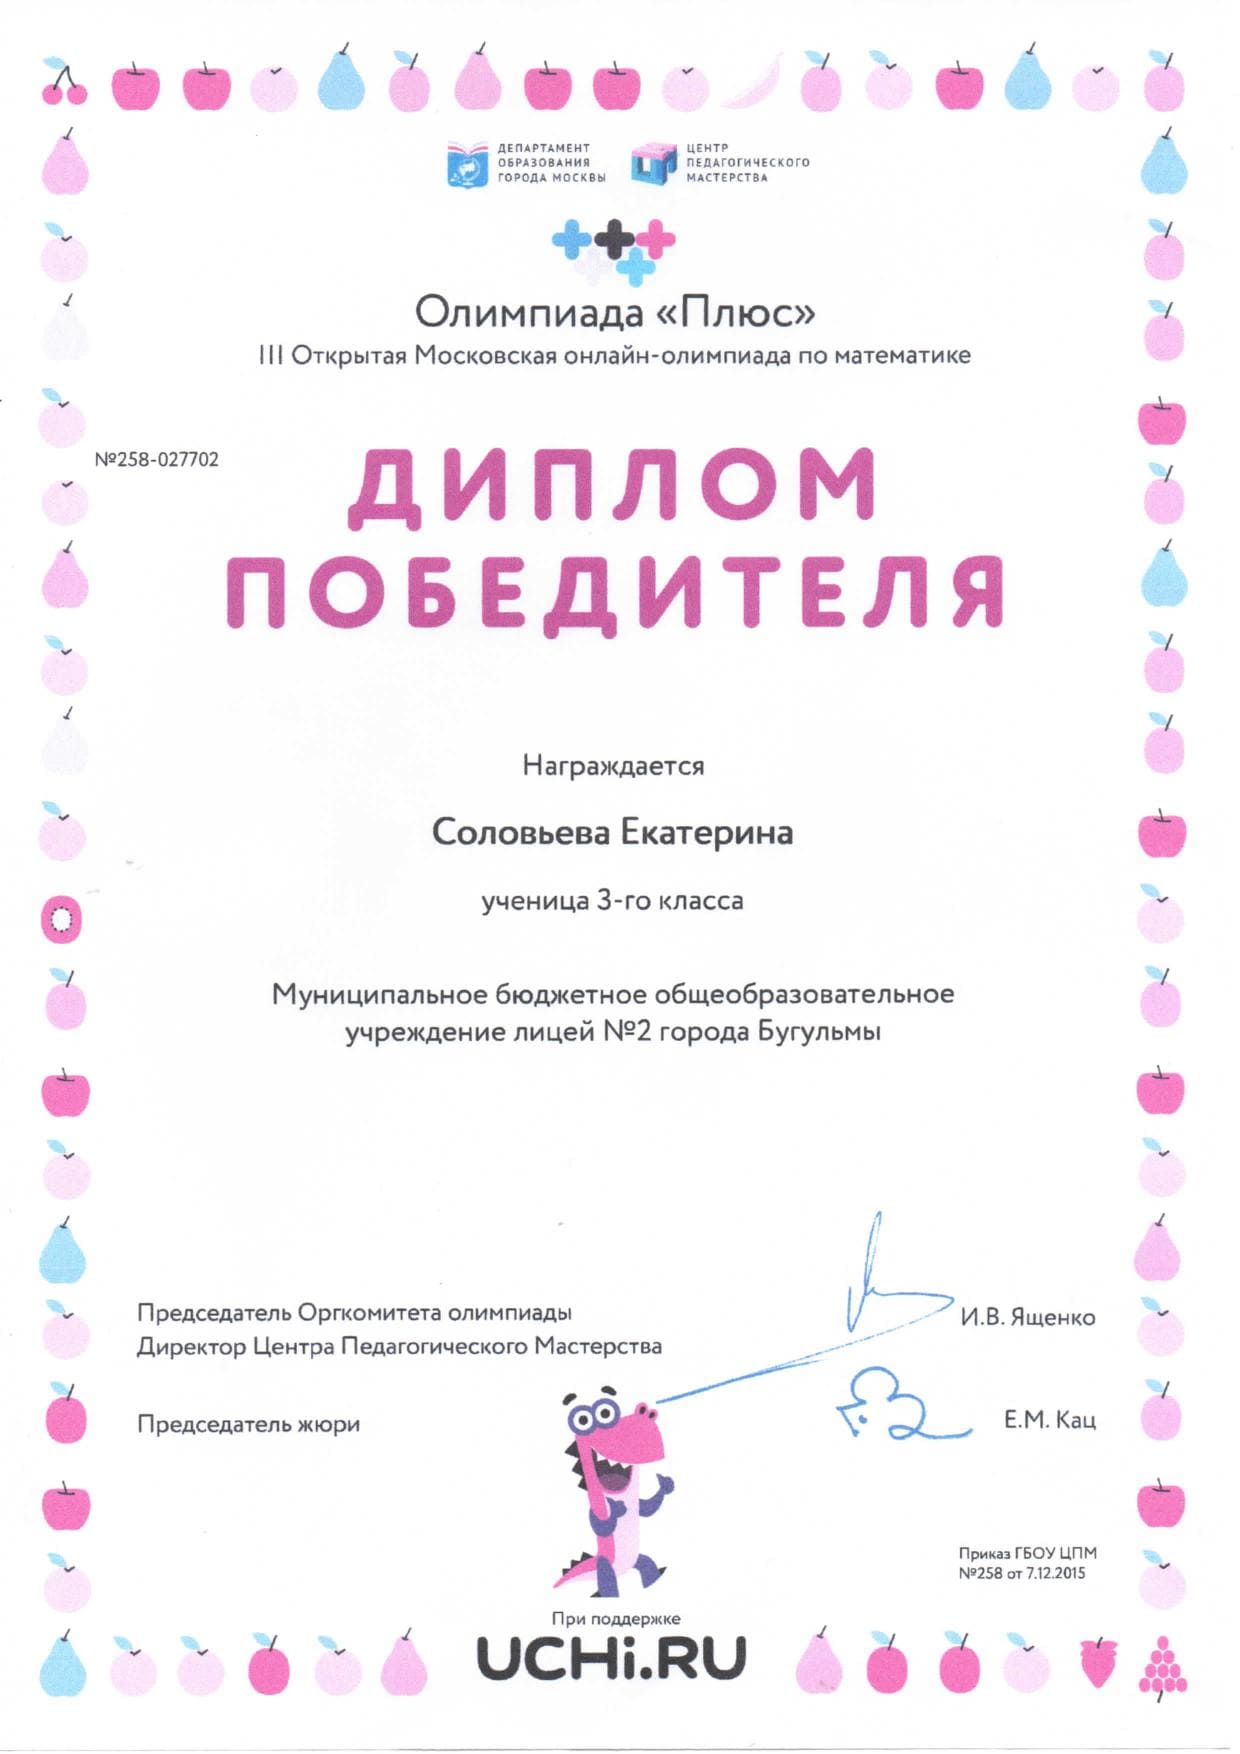 ДЕПАРТАМЕНТ
ОБРАЗОВАНИЯ
ГОРОДА МОСКВЫ
ЦЕНТР
ПЕДАГОГИЧЕСКОГО
МАСТЕРСТВА
Олимпиада «Плюс»
III Открытая Московская онлайн-олимпиада по математике
№258-027702
ДИПЛОМ
ПОБЕДИТЕЛЯ
Награждается
Соловьева Екатерина
ученица 3-го класса
Муниципальное бюджетное общеобразовательное
учреждение лицей №2 города Бугульмы
Председатель Оргкомитета олимпиады
Директор Центра Педагогического Мастерства
И.В. Ященко
Председатель жюри
Е.М. Кац
Приказ ГБОУ ЦПМ
№258 от 7.12.2015
При поддержке
UCHi.RU